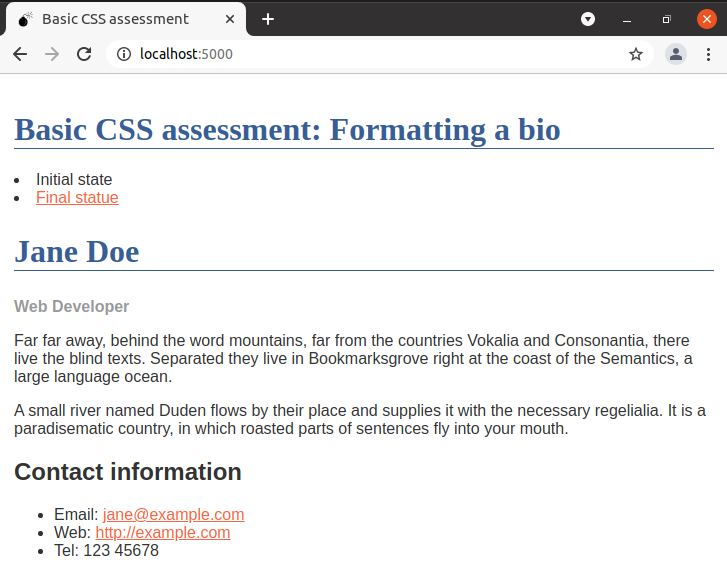 Basic CSS assessment
localhost:5000
Basic CSS assessment: Formatting a bio
Initial state
Final statue
Jane Doe
Web Developer
Far far away, behind the word mountains, far from the countries Vokalia and Consonantia, there
live the blind texts. Separated they live in Bookmarksgrove right at the coast of the Semantics, a
large language ocean.
A small river named Duden flows by their place and supplies it with the necessary regelialia. It is a
paradisematic country, in which roasted parts of sentences fly into your mouth.
Contact information
Email: jane@example.com
Web: http://example.com
Tel: 123 45678